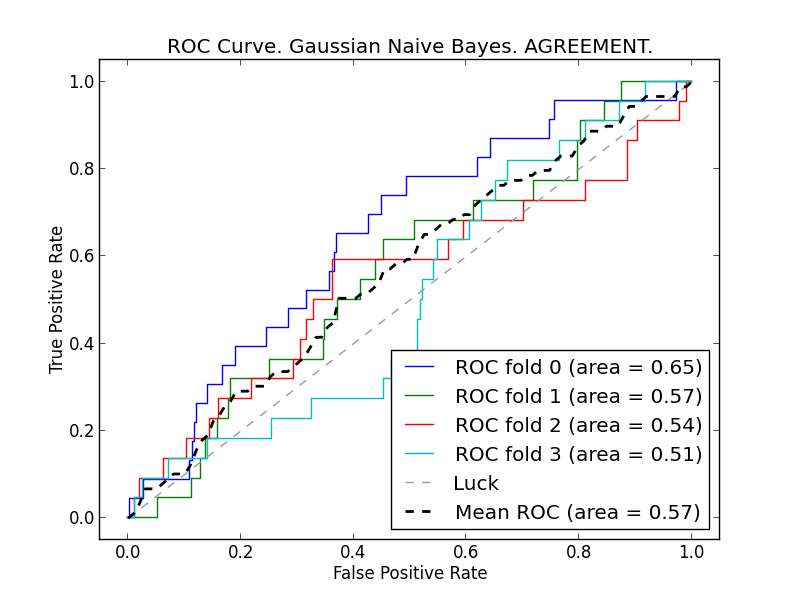 ROC Curve. Gaussian Naive Bayes. AGREEMENT.
True Positive Rate
1.0
0.8
0.6
0.4
0.2
0.0
ROC fold 0 (area = 0.65)
ROC fold 1 (area = 0.57)
ROC fold 2 (area = 0.54)
ROC fold 3 (area = 0.51)
Luck
Mean ROC (area = 0.57)
0.0 0.2 0.4 0.6 0.8 1.0
False Positive Rate